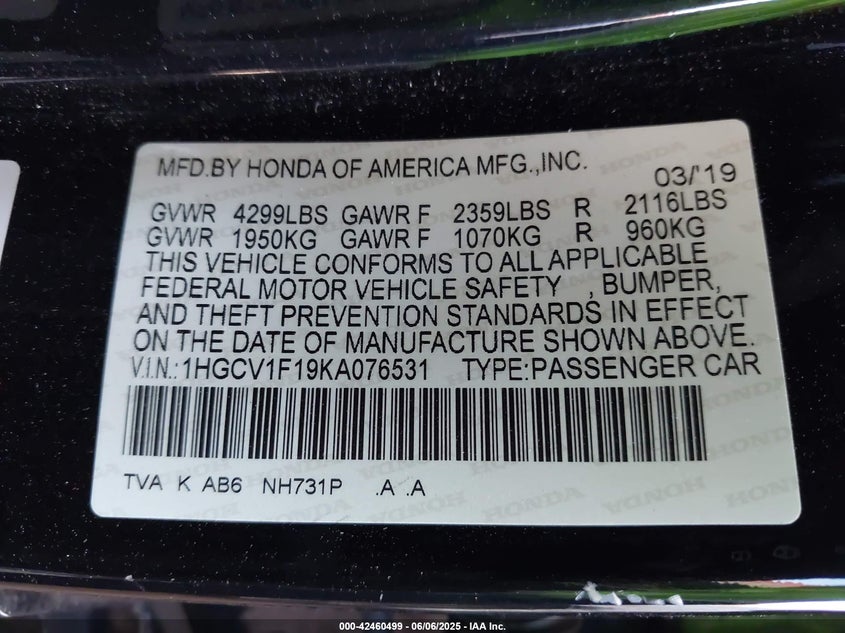 MFD.BY HONDA OF AMERICA MFG.,INC. 03/'19
GVWR 4299LBS GAWR F 2359LBS R 2116LBS
GVWR 1950KG GAWR F 1070KG R 960KG
THIS VEHICLE CONFORMS TO ALL APPLICABLE
FEDERAL MOTOR VEHICLE SAFETY , BUMPER,
AND THEFT PREVENTION STANDARDS IN EFFECT
ON THE DATE OF MANUFACTURE SHOWN ABOVE.
V.I.N.:1HGCV1F19KA076531 TYPE:PASSENGER CAR
TVA K AB6 NH731P .A .A
000-42460499 - 06/06/2025 - IAA Inc.